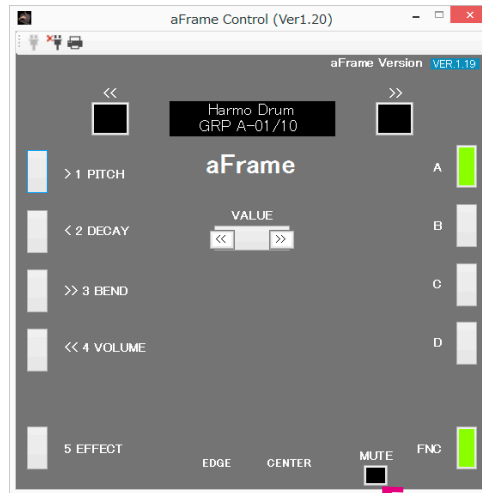 aFrame Control (Ver1.20)
aFrame Version VER.1.19
<< >>
Harmo Drum
GRP A-01/10
aFrame
>1 PITCH
A
VALUE
<< >>
<2 DECAY
B
>>3 BEND
C
<<4 VOLUME
D
5 EFFECT
EDGE CENTER MUTE FNC